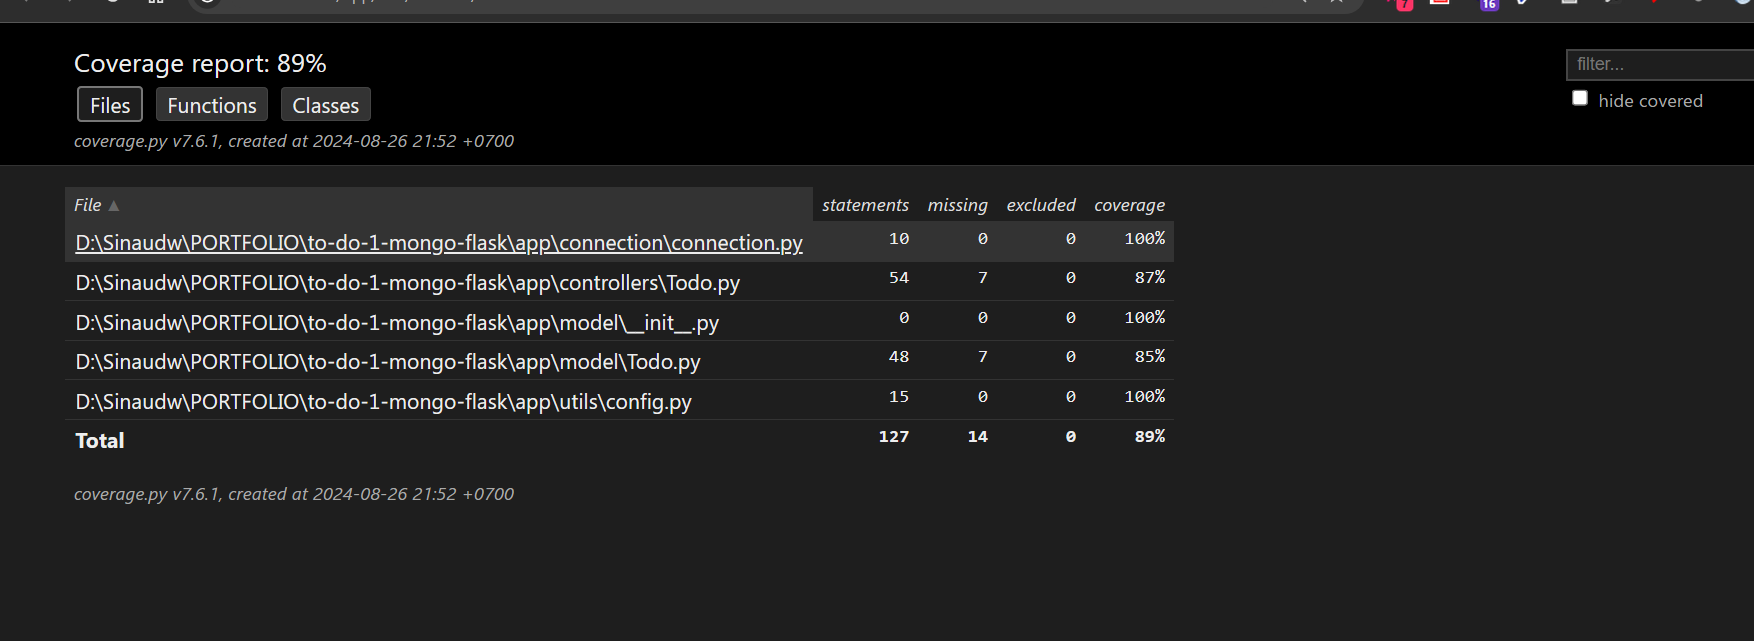 7
16
Coverage report: 89%
filter...
Files Functions Classes
hide covered
coverage.py v7.6.1, created at 2024-08-26 21:52 +0700
File ▲ statements missing excluded coverage
D:\Sinaudw\PORTFOLIO\to-do-1-mongo-flask\app\connection\connection.py 10 0 0 100%
D:\Sinaudw\PORTFOLIO\to-do-1-mongo-flask\app\controllers\Todo.py 54 7 0 87%
D:\Sinaudw\PORTFOLIO\to-do-1-mongo-flask\app\model\__init__.py 0 0 0 100%
D:\Sinaudw\PORTFOLIO\to-do-1-mongo-flask\app\model\Todo.py 48 7 0 85%
D:\Sinaudw\PORTFOLIO\to-do-1-mongo-flask\app\utils\config.py 15 0 0 100%
Total 127 14 0 89%
coverage.py v7.6.1, created at 2024-08-26 21:52 +0700